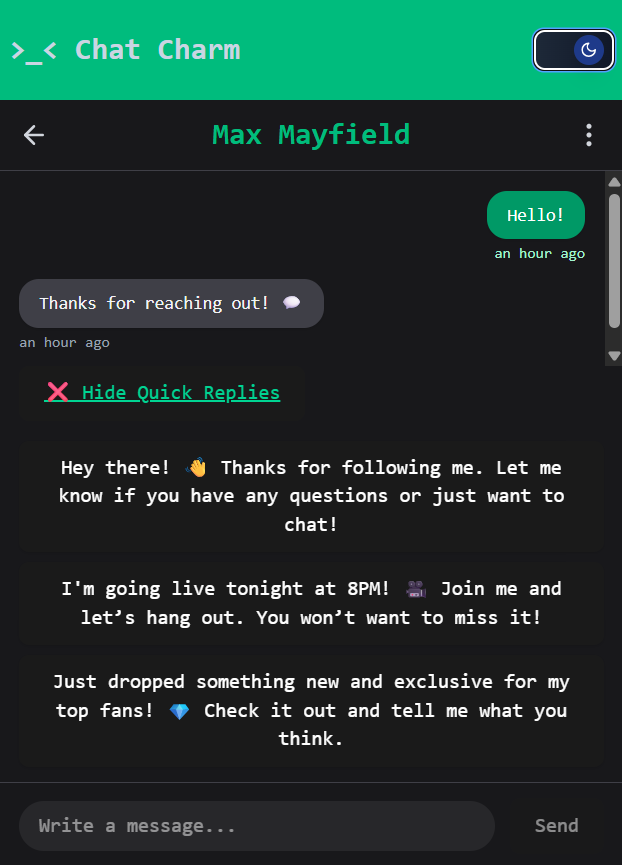 >_< Chat Charm
Max Mayfield
Hello!
an hour ago
Thanks for reaching out! 💬
an hour ago
❌ Hide Quick Replies
Hey there! 👋 Thanks for following me. Let me
know if you have any questions or just want to
chat!
I'm going live tonight at 8PM! 🎥 Join me and
let’s hang out. You won’t want to miss it!
Just dropped something new and exclusive for my
top fans! 💎 Check it out and tell me what you
think.
Write a message...
Send